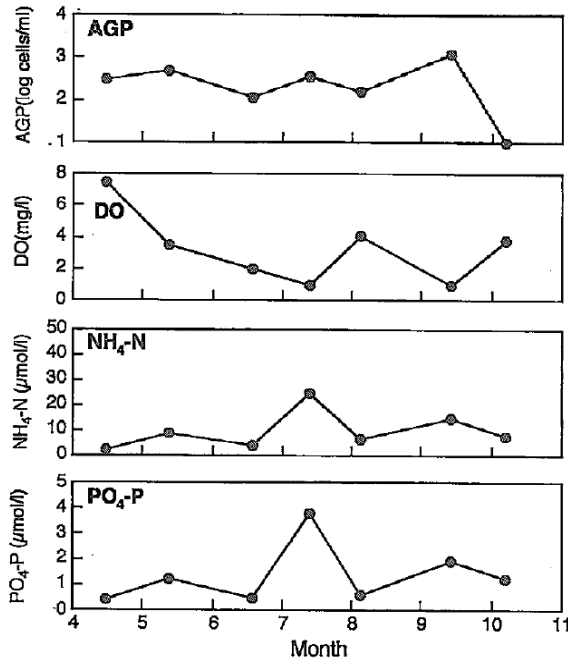 AGP
AGP(log cells/ml)
4
3
2
1
DO
DO(mg/l)
8
6
4
2
0
NH₄-N
NH₄-N (µmol/l)
50
40
30
20
10
0
PO₄-P
PO₄-P (µmol/l)
5
4
3
2
1
0
4 5 6 7 8 9 10 11
Month